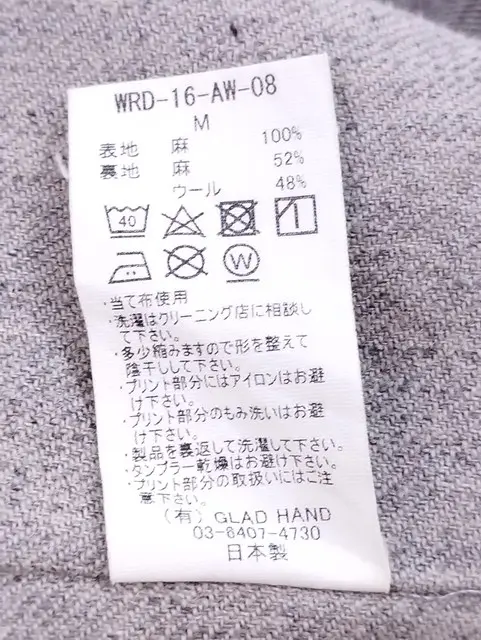 WRD-16-AW-08
M
表地 麻 100%
裏地 麻 52%
ウール 48%
40
W
・当て布使用
・洗濯はクリーニング店に相談し
て下さい。
・多少縮みますので形を整えて
陰干しして下さい。
・プリント部分にはアイロンはお避
け下さい。
・プリント部分のもみ洗いはお避
け下さい。
・製品を裏返して洗濯して下さい。
・タンブラー乾燥はお避け下さい。
・プリント部分の取扱いにはご注
意下さい。
(有) GLAD HAND
03-6407-4730
日本製